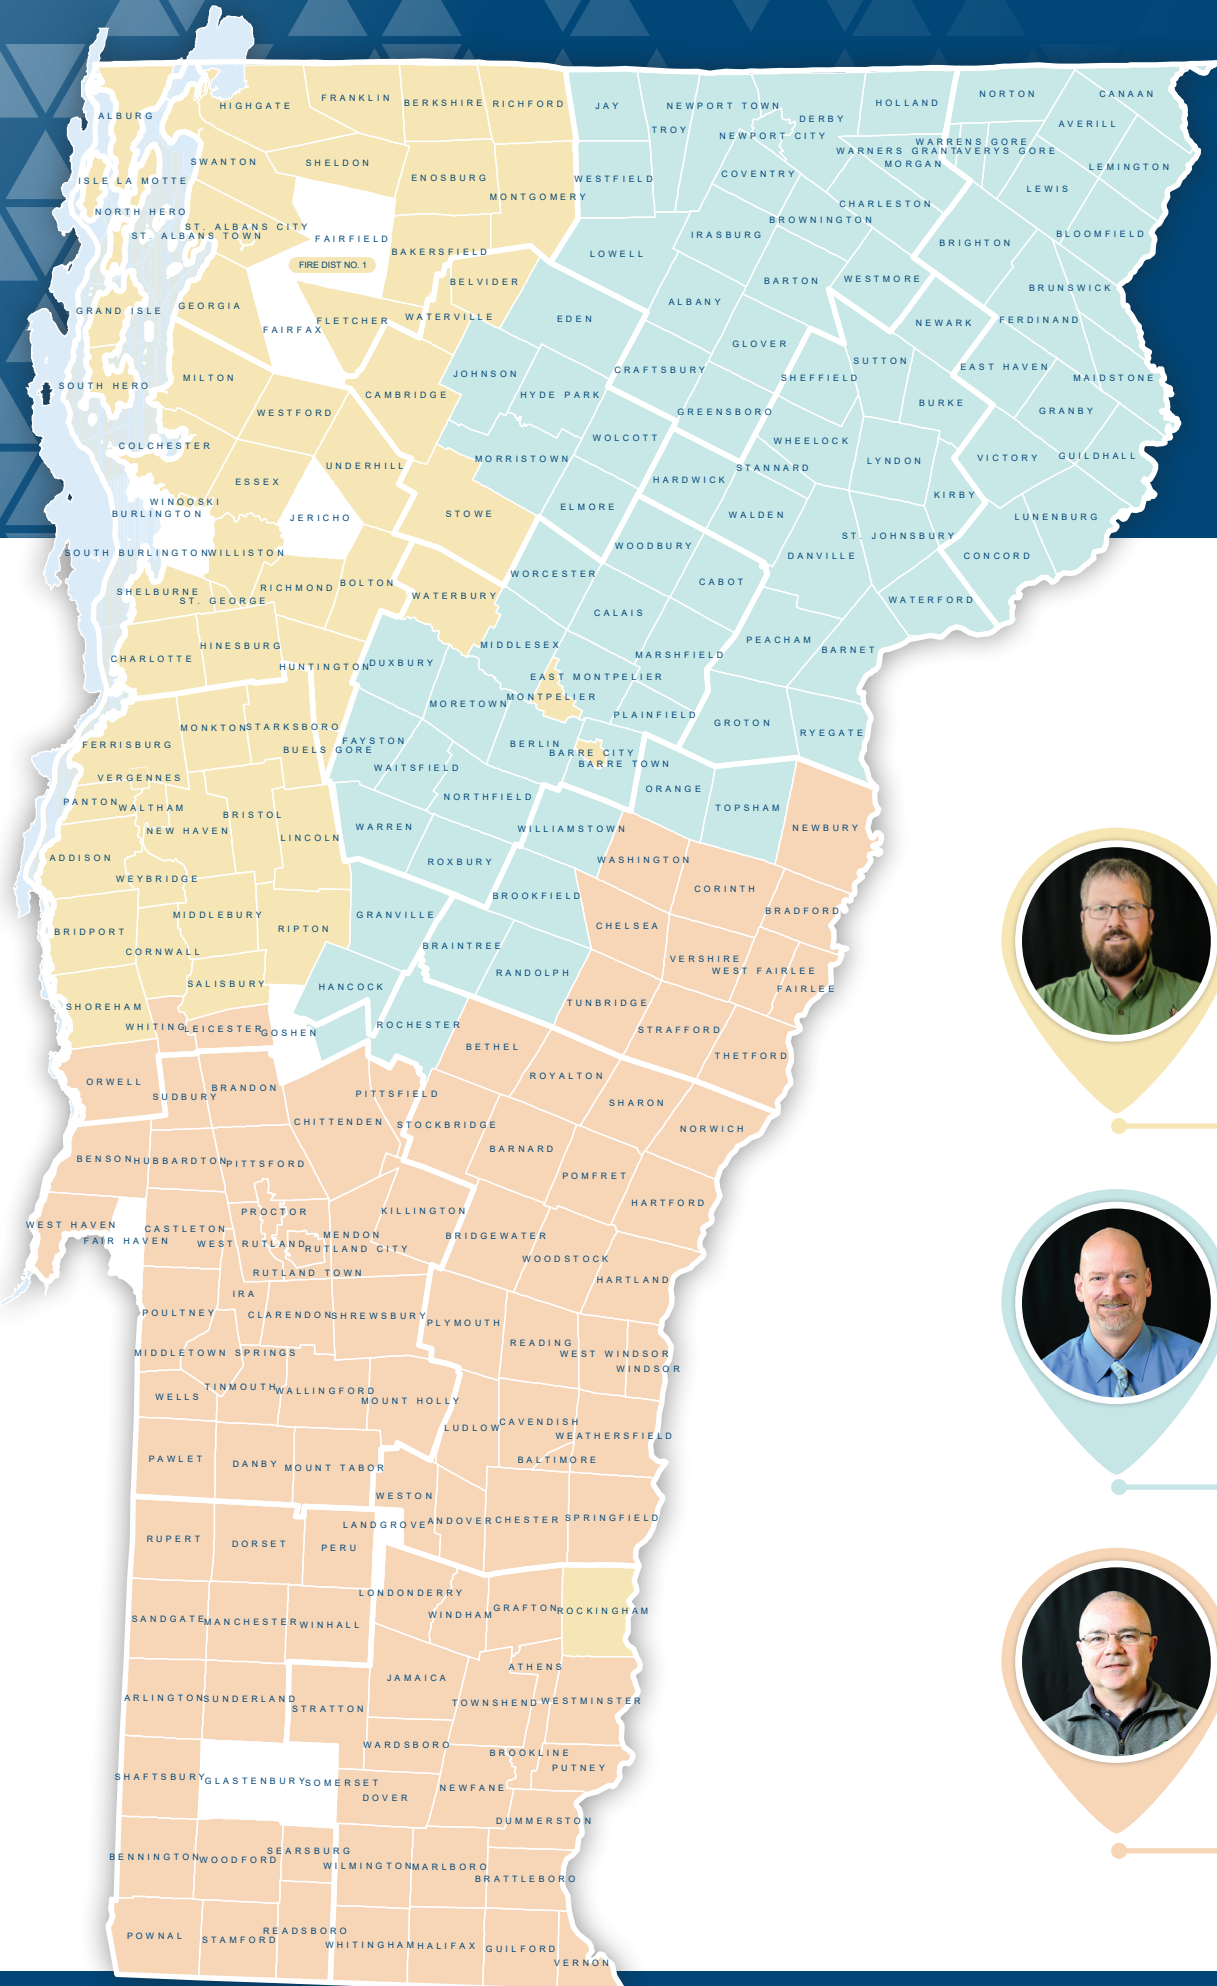 ALBURG
HIGHGATE
FRANKLIN
BERKSHIRE
RICHFORD
JAY
NEWPORT TOWN
TROY
DERBY
NEWPORT CITY
HOLLAND
NORTON
CANAAN
AVERILL
WARRENS GORE
WARNERS GRANT
AVERYS GORE
MORGAN
LEMINGTON
SWANTON
SHELDON
ENOSBURG
MONTGOMERY
WESTFIELD
COVENTRY
LEWIS
ISLE LA MOTTE
NORTH HERO
ST. ALBANS CITY
ST. ALBANS TOWN
FAIRFIELD
FIRE DIST NO. 1
BAKERSFIELD
LOWELL
IRASBURG
CHARLESTON
BROWNINGTON
BRIGHTON
BLOOMFIELD
BELVIDER
BARTON
WESTMORE
BRUNSWICK
GRAND ISLE
GEORGIA
FAIRFAX
FLETCHER
WATERVILLE
EDEN
ALBANY
NEWARK
FERDINAND
GLOVER
SUTTON
EAST HAVEN
MAIDSTONE
SOUTH HERO
MILTON
CAMBRIDGE
JOHNSON
HYDE PARK
CRAFTSBURY
SHEFFIELD
WESTFORD
GREENSBORO
BURKE
GRANBY
COLCHESTER
UNDERHILL
MORRISTOWN
WOLCOTT
WHEELOCK
STANNARD
LYNDON
VICTORY
GUILDHALL
ESSEX
HARDWICK
KIRBY
WINOOSKI
BURLINGTON
JERICHO
STOWE
ELMORE
WALDEN
LUNENBURG
SOUTH BURLINGTON
WILLISTON
WOODBURY
ST. JOHNSBURY
DANVILLE
CONCORD
SHELBURNE
ST. GEORGE
RICHMOND
BOLTON
WATERBURY
WORCESTER
CABOT
WATERFORD
CALAIS
CHARLOTTE
HINESBURG
HUNTINGTON
DUXBURY
MIDDLESEX
MARSHFIELD
PEACHAM
BARNET
EAST MONTPELIER
MORETOWN
MONTPELIER
PLAINFIELD
GROTON
RYEGATE
FERRISBURG
MONKTON
STARKSBORO
BUELS GORE
FAYSTON
BERLIN
BARRE CITY
BARRE TOWN
VERGENNES
WAITSFIELD
ORANGE
PANTON
WALTHAM
NEW HAVEN
BRISTOL
LINCOLN
NORTHFIELD
TOPSHAM
WARREN
WILLIAMSTOWN
NEWBURY
ADDISON
WEYBRIDGE
ROXBURY
WASHINGTON
CORINTH
BRIDPORT
MIDDLEBURY
CORNWALL
RIPTON
GRANVILLE
BROOKFIELD
CHELSEA
BRADFORD
BRAINTREE
RANDOLPH
VERSHIRE
WEST FAIRLEE
FAIRLEE
SALISBURY
HANCOCK
SHOREHAM
WHITING
LEICESTER
GOSHEN
ROCHESTER
TUNBRIDGE
STRAFFORD
BETHEL
THETFORD
ORWELL
SUDBURY
BRANDON
PITTSFIELD
ROYALTON
SHARON
CHITTENDEN
STOCKBRIDGE
NORWICH
BENSON
HUBBARDTON
PITTSFORD
BARNARD
POMFRET
WEST HAVEN
FAIR HAVEN
CASTLETON
PROCTOR
WEST RUTLAND
MENDON
RUTLAND CITY
KILLINGTON
HARTFORD
BRIDGEWATER
WOODSTOCK
RUTLAND TOWN
HARTLAND
IRA
POULTNEY
CLARENDON
SHREWSBURY
PLYMOUTH
READING
WEST WINDSOR
WINDSOR
MIDDLETOWN SPRINGS
WELLS
TINMOUTH
WALLINGFORD
MOUNT HOLLY
LUDLOW
CAVENDISH
WEATHERSFIELD
BALTIMORE
PAWLET
DANBY
MOUNT TABOR
WESTON
LANDGROVE
ANDOVER
CHESTER
SPRINGFIELD
RUPERT
DORSET
PERU
LONDONDERRY
WINDHAM
GRAFTON
ROCKINGHAM
SANDGATE
MANCHESTER
WINHALL
ATHENS
JAMAICA
ARLINGTON
SUNDERLAND
STRATTON
TOWNSHEND
WESTMINSTER
WARDSBORO
BROOKLINE
PUTNEY
SHAFTSBURY
GLASTENBURY
SOMERSET
DOVER
NEWFANE
DUMMERSTON
BENNINGTON
WOODFORD
SEARSBURG
WILMINGTON
MARLBORO
BRATTLEBORO
POWNAL
STAMFORD
READSBORO
WHITINGHAM
HALIFAX
GUILFORD
VERNON